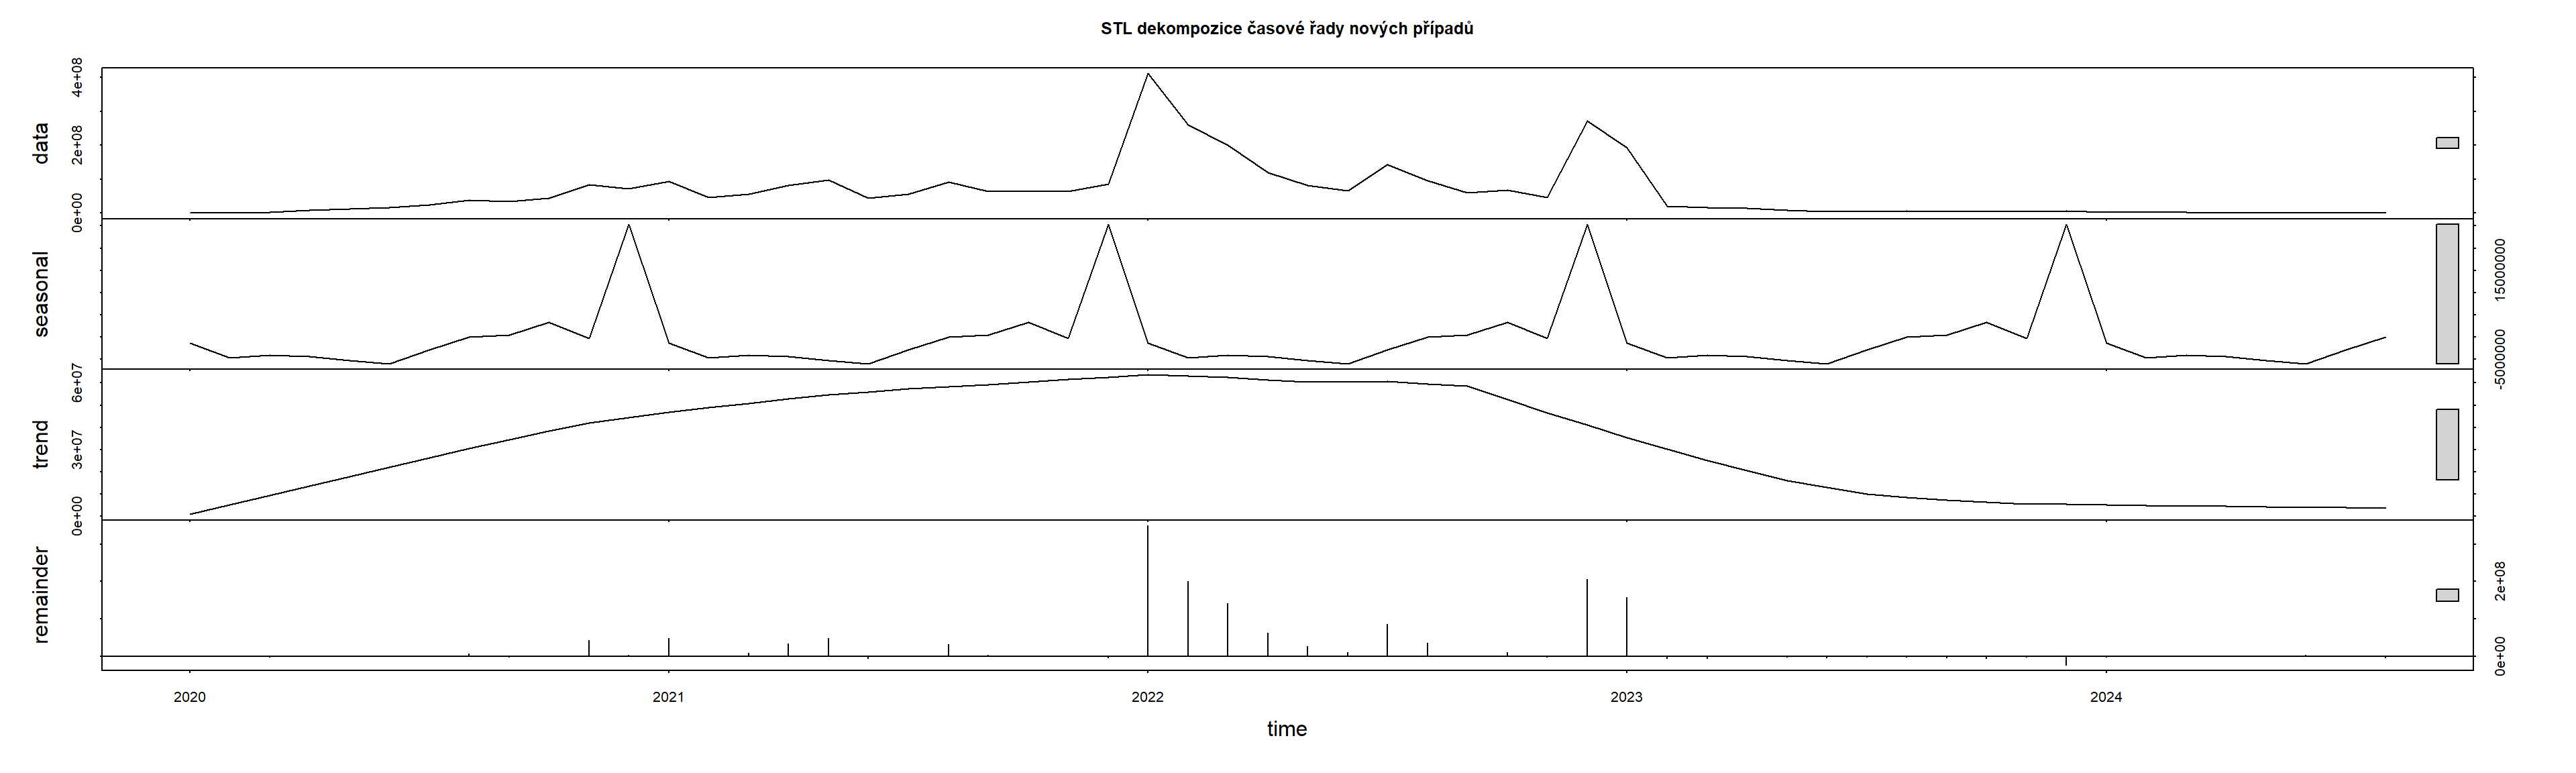 STL dekompozice časové řady nových případů
data
0e+00 2e+08 4e+08
seasonal
-5000000 15000000
trend
0e+00 3e+07 6e+07
remainder
0e+00 2e+08
2020 2021 2022 2023 2024
time